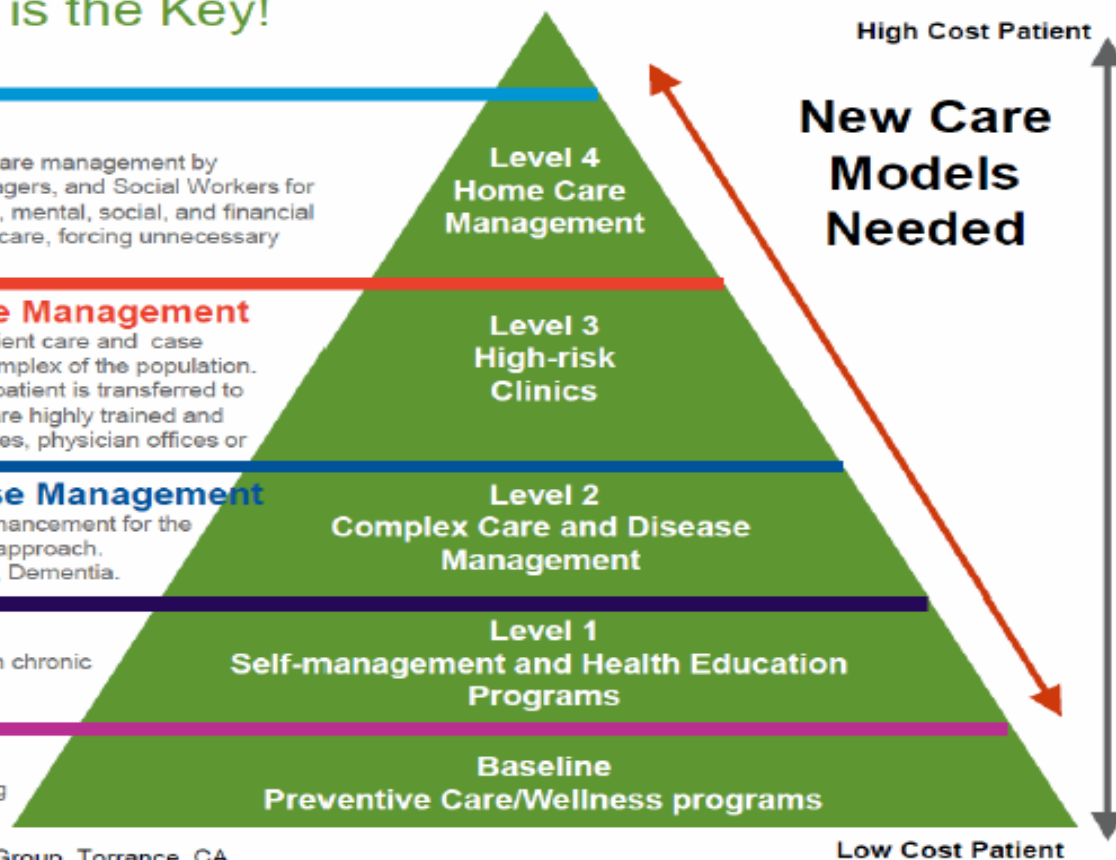 is the Key!
High Cost Patient
New Care
Models
Needed
are management by
agers, and Social Workers for
, mental, social, and financial
care, forcing unnecessary
Level 4
Home Care
Management
e Management
ient care and case
mplex of the population.
patient is transferred to
re highly trained and
es, physician offices or
Level 3
High-risk
Clinics
se Management
hancement for the
approach.
, Dementia.
Level 2
Complex Care and Disease
Management
n chronic
Level 1
Self-management and Health Education
Programs
g
Baseline
Preventive Care/Wellness programs
Low Cost Patient
Group, Torrance, CA